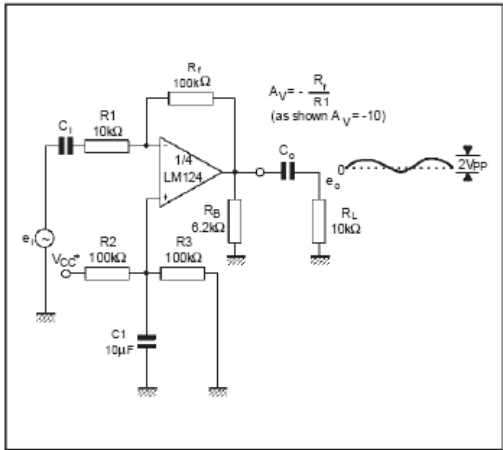 Rf
100kΩ
AV= - Rf
R1
(as shown AV= -10)
CI
R1
10kΩ
-
1/4
LM124
+
Co
eo
0
2VPP
RB
6.2kΩ
RL
10kΩ
eI
~
VCC+
R2
100kΩ
R3
100kΩ
C1
10µF